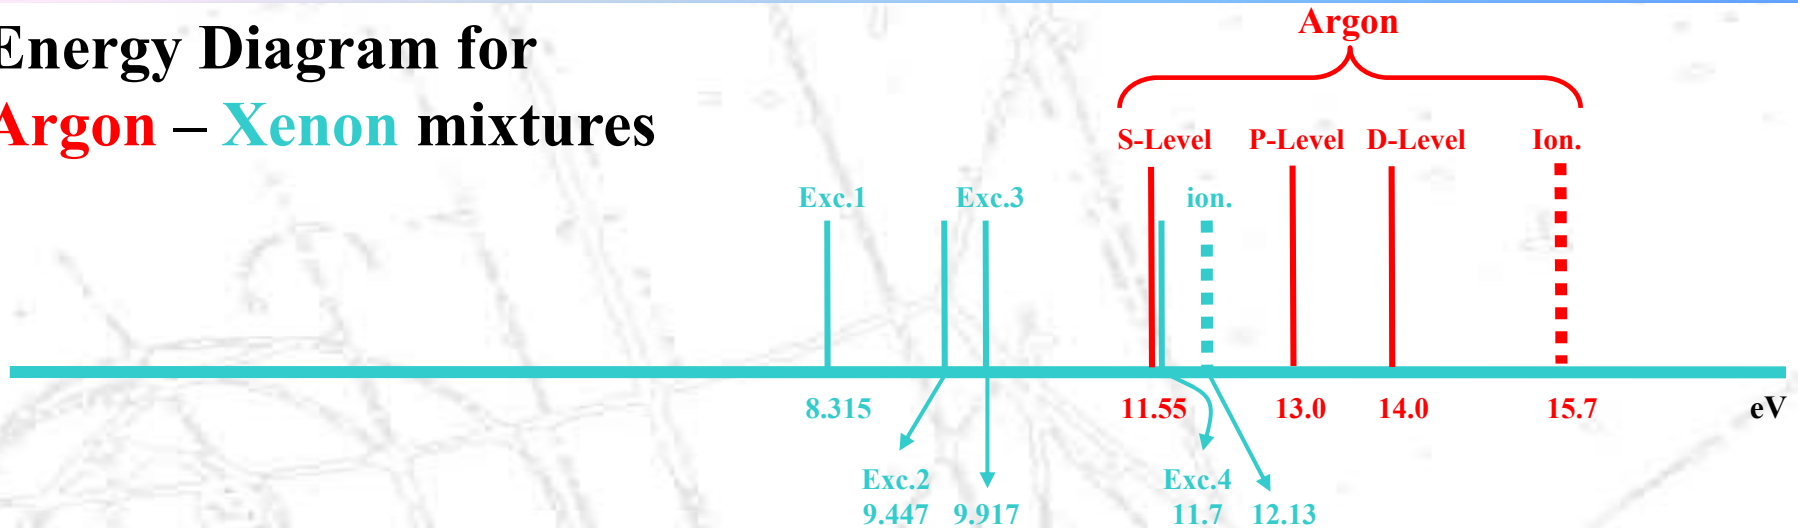 Energy Diagram for
Argon – Xenon mixtures
Argon
S-Level P-Level D-Level Ion.
Exc.1 Exc.3 ion.
8.315 11.55 13.0 14.0 15.7 eV
Exc.2 Exc.4
9.447 9.917 11.7 12.13